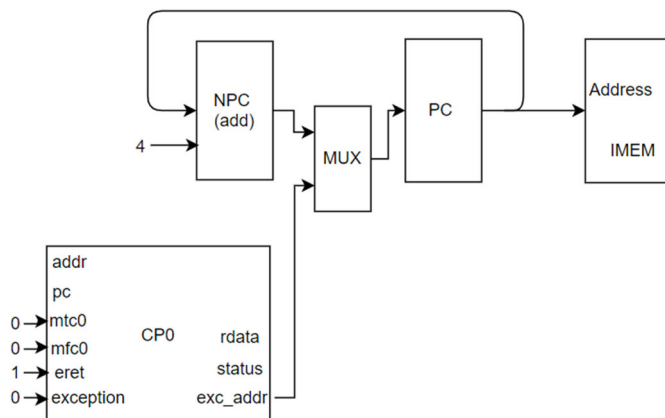 NPC
(add)
4
MUX
PC
Address
IMEM
addr
pc
0 mtc0
0 mfc0
1 eret
0 exception
CP0
rdata
status
exc_addr